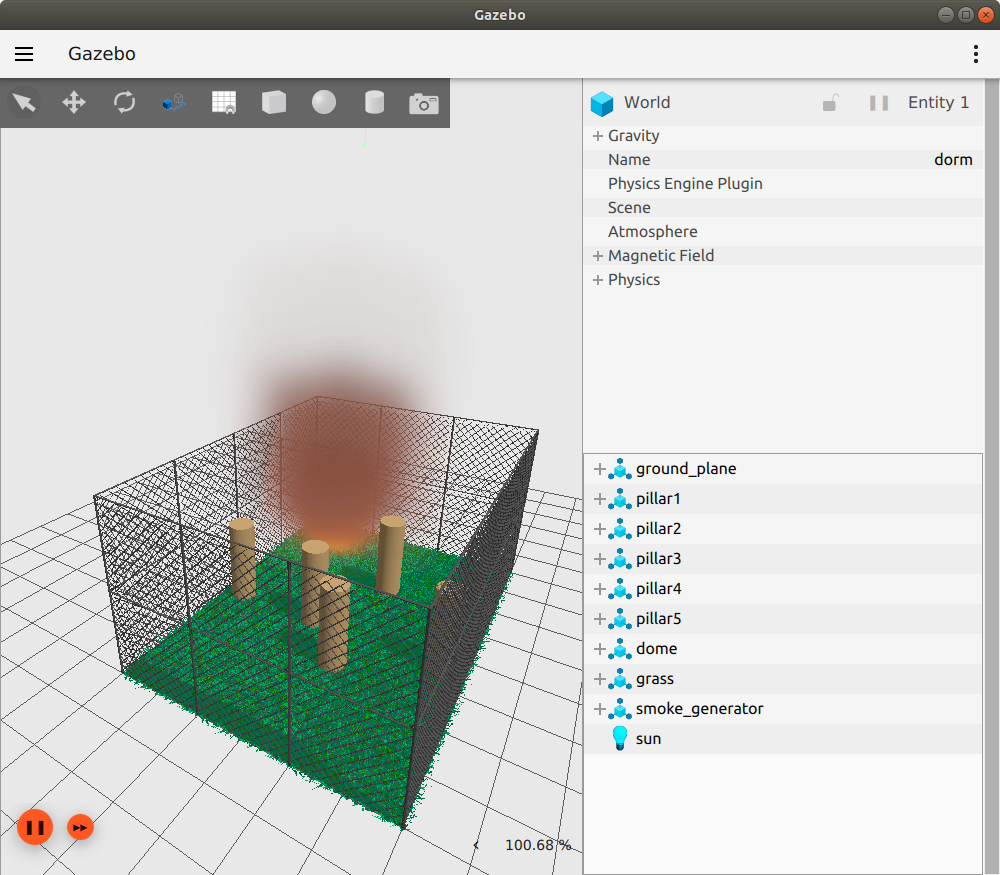 Gazebo
Gazebo
World Entity 1
Gravity
Name dorm
Physics Engine Plugin
Scene
Atmosphere
Magnetic Field
Physics
ground_plane
pillar1
pillar2
pillar3
pillar4
pillar5
dome
grass
smoke_generator
sun
100.68 %